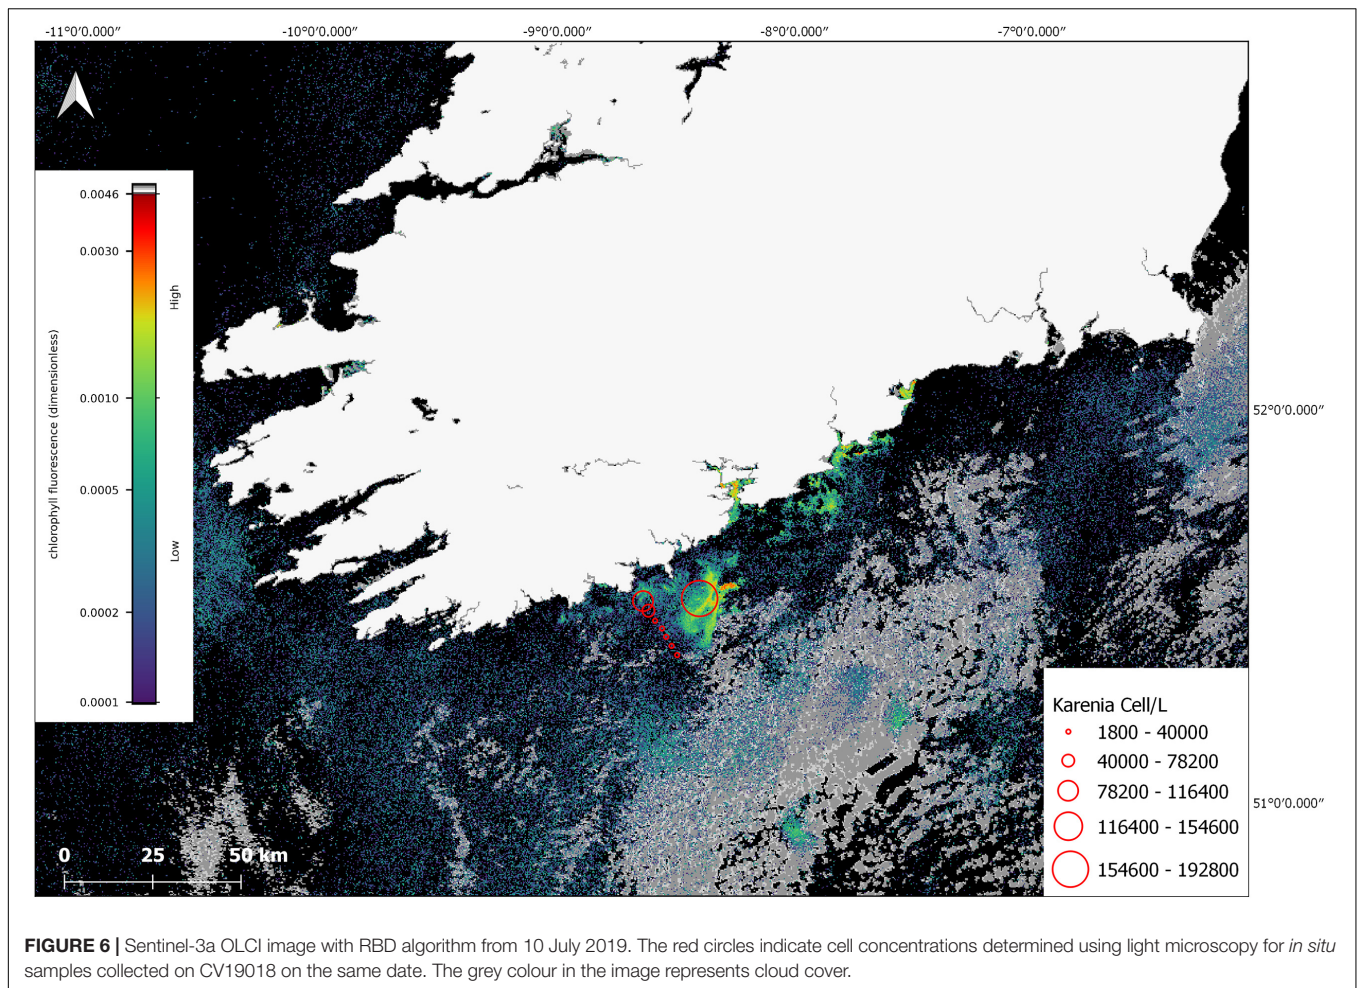 -11°0′0.000″ -10°0′0.000″ -9°0′0.000″ -8°0′0.000″ -7°0′0.000″
0.0046
0.0030
0.0010
0.0005
0.0002
0.0001
chlorophyll fluorescence (dimensionless)
High
Low
52°0′0.000″
51°0′0.000″
0 25 50 km
Karenia Cell/L
1800 - 40000
40000 - 78200
78200 - 116400
116400 - 154600
154600 - 192800
FIGURE 6 | Sentinel-3a OLCI image with RBD algorithm from 10 July 2019. The red circles indicate cell concentrations determined using light microscopy for in situ
samples collected on CV19018 on the same date. The grey colour in the image represents cloud cover.